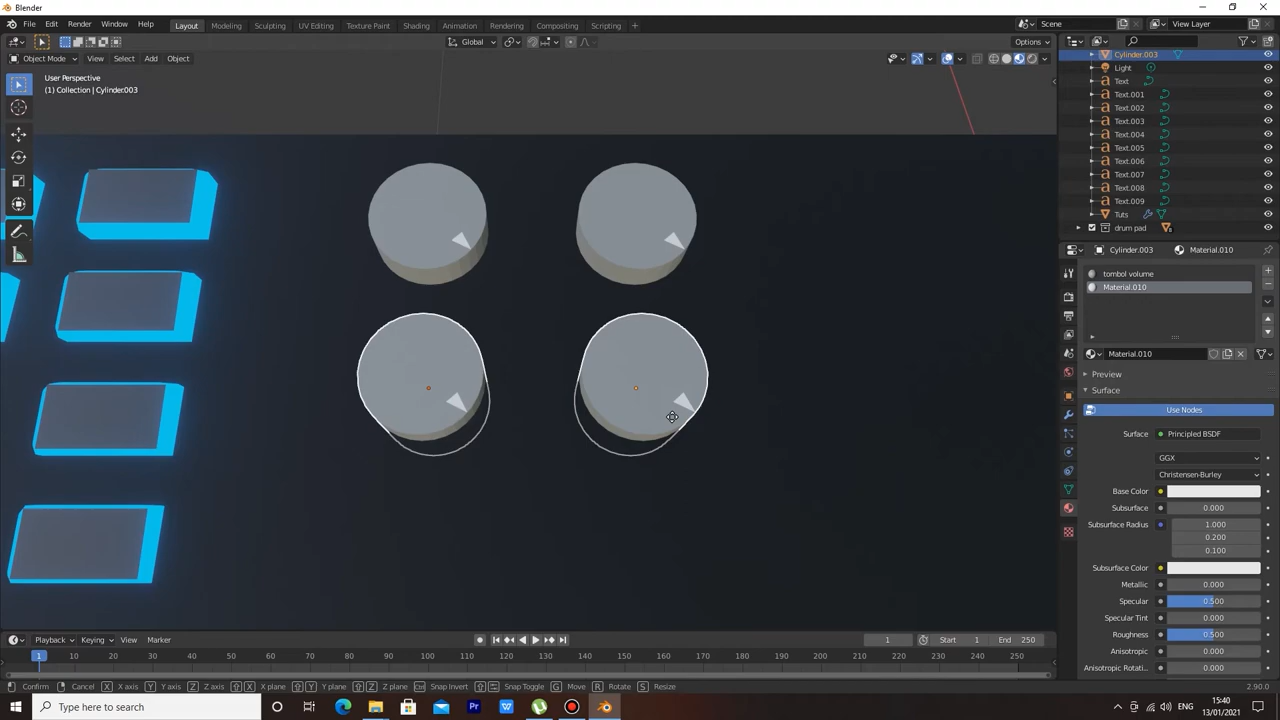 Blender
File Edit Render Window Help Layout Modeling Sculpting UV Editing Texture Paint Shading Animation Rendering Compositing Scripting + Scene View Layer
Global Options
Object Mode View Select Add Object
User Perspective
(1) Collection | Cylinder.003
Cylinder.003
Light
Text
Text.001
Text.002
Text.003
Text.004
Text.005
Text.006
Text.007
Text.008
Text.009
Tuts
drum pad
Cylinder.003 Material.010
tombol volume
Material.010
Material.010
Preview
Surface
Use Nodes
Surface Principled BSDF
GGX
Christensen-Burley
Base Color
Subsurface 0.000
Subsurface Radius 1.000
0.200
0.100
Subsurface Color
Metallic 0.000
Specular 0.500
Specular Tint 0.000
Roughness 0.500
Anisotropic 0.000
Anisotropic Rotati... 0.000
Playback Keying View Marker 1 Start 1 End 250
1 10 20 30 40 50 60 70 80 90 100 110 120 130 140 150 160 170 180 190 200 210 220 230 240 250
Confirm Cancel X X axis Y Y axis Z Z axis X X plane Y Y plane Z Z plane Ctrl Snap Invert Snap Toggle G Move R Rotate S Resize 2.90.0
Type here to search
15:40
13/01/2021